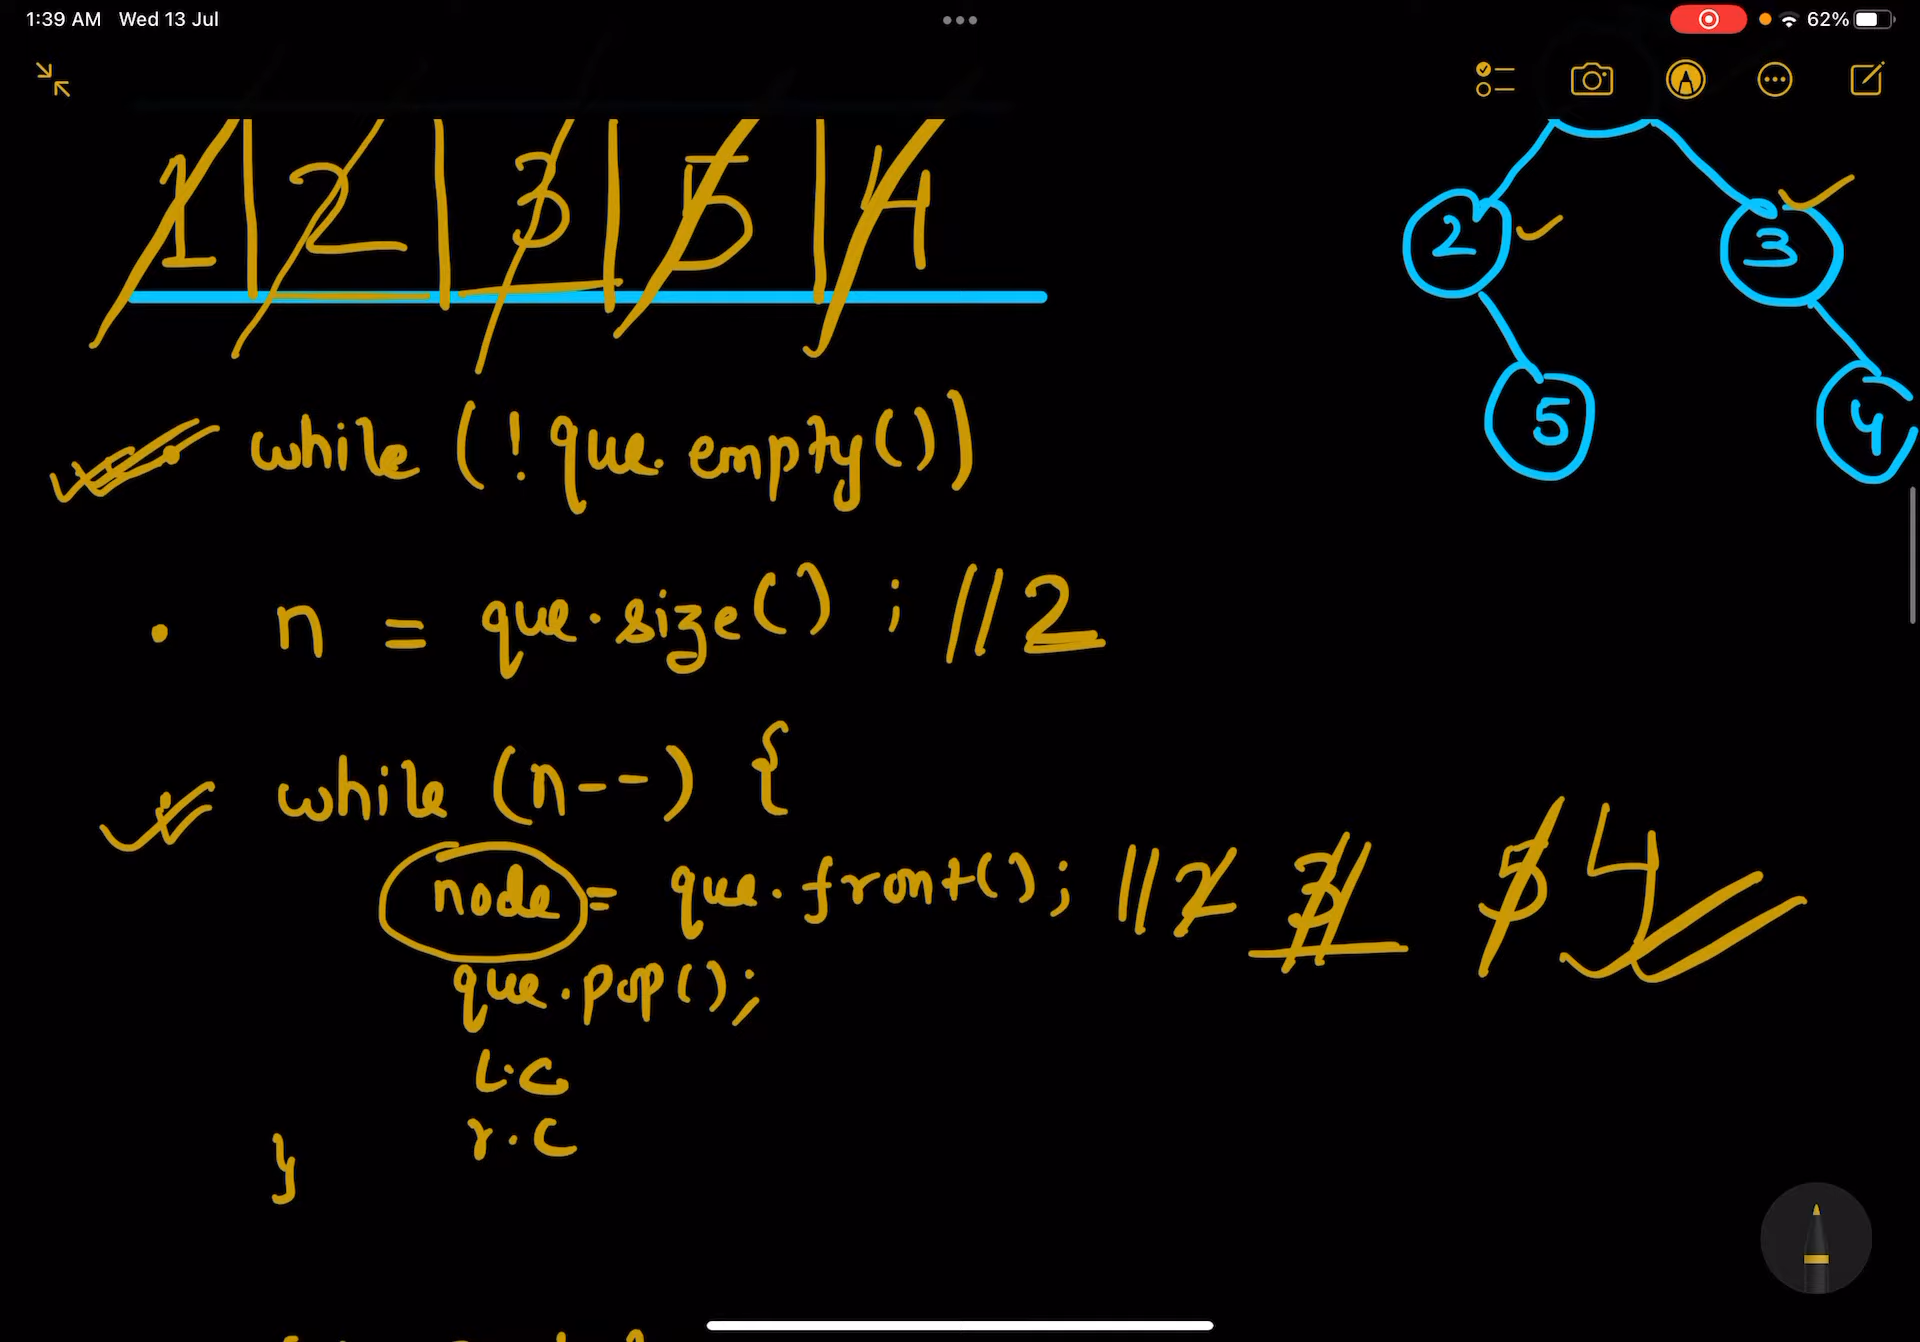 1:39 AM Wed 13 Jul
62%
1 2 3 5 4
2 3
5 4
while (!que.empty())
n = que.size() ; //2
while (n--) {
node = que.front(); //2 3 5 4
que.pop();
L.C
r.C
}